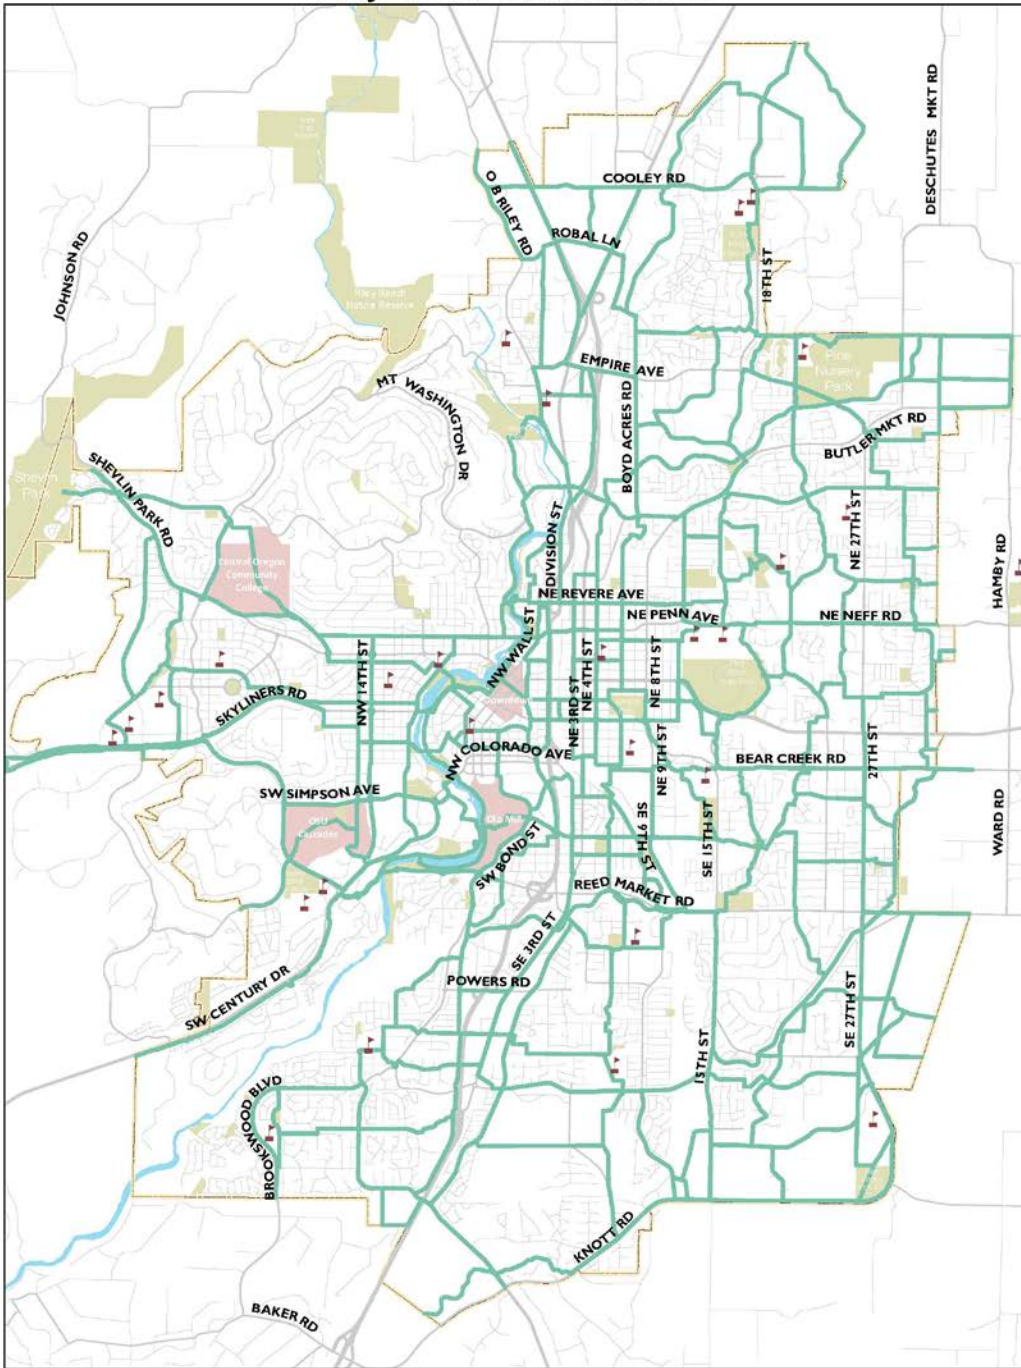 DESCHUTES MKT RD
COOLEY RD
O B RILEY RD
ROBAL LN
JOHNSON RD
18TH ST
Riley Ranch
Nature Reserve
EMPIRE AVE
Pine
Nursery
Park
MT WASHINGTON DR
BOYD ACRES RD
BUTLER MKT RD
SHEVLIN PARK RD
Shevlin
Park
DIVISION ST
NE 27TH ST
Central Oregon
Community
College
HAMBY RD
NE REVERE AVE
NE PENN AVE
NE NEFF RD
NW WALL ST
NW 14TH ST
NE 4TH ST
NE 8TH ST
SKYLINERS RD
Downtown
NE 3RD ST
NE 9TH ST
27TH ST
NW COLORADO AVE
BEAR CREEK RD
SW SIMPSON AVE
OSU
Cascades
Old Mill
SE 9TH ST
SE 15TH ST
WARD RD
SW BOND ST
REED MARKET RD
SE 3RD ST
POWERS RD
SW CENTURY DR
SE 27TH ST
15TH ST
BROOKSWOOD BLVD
KNOTT RD
BAKER RD